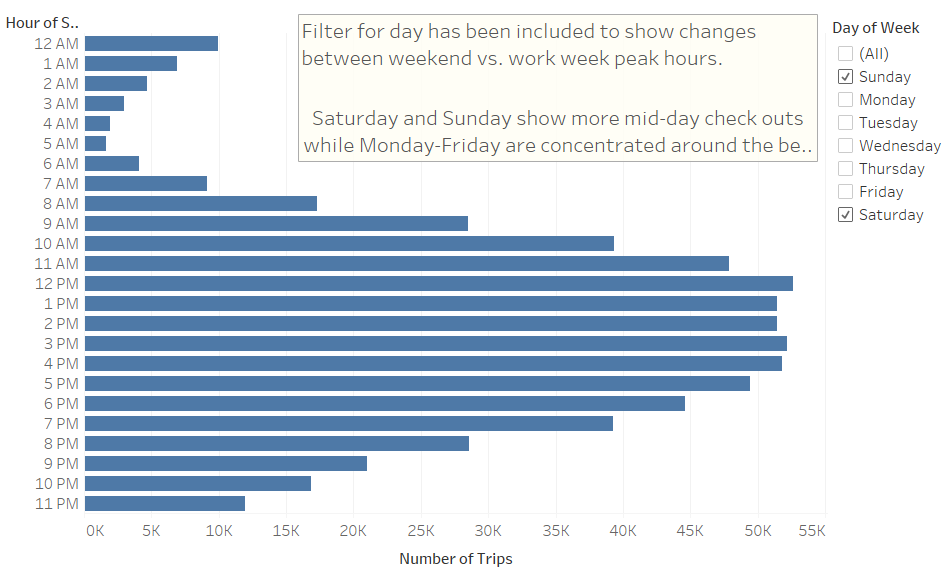 Hour of S..
Filter for day has been included to show changes
between weekend vs. work week peak hours.
Saturday and Sunday show more mid-day check outs
while Monday-Friday are concentrated around the be..
Day of Week
(All)
Sunday
Monday
Tuesday
Wednesday
Thursday
Friday
Saturday
12 AM
1 AM
2 AM
3 AM
4 AM
5 AM
6 AM
7 AM
8 AM
9 AM
10 AM
11 AM
12 PM
1 PM
2 PM
3 PM
4 PM
5 PM
6 PM
7 PM
8 PM
9 PM
10 PM
11 PM
0K 5K 10K 15K 20K 25K 30K 35K 40K 45K 50K 55K
Number of Trips